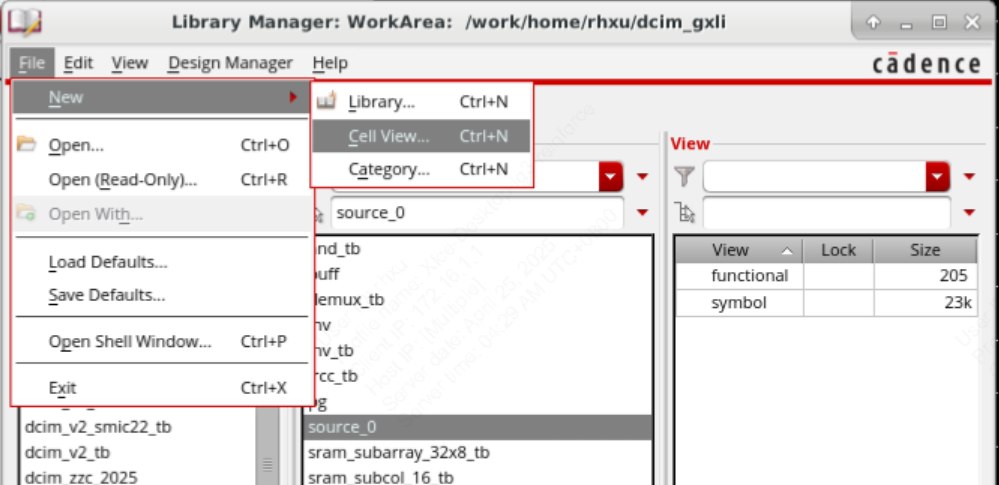 Library Manager: WorkArea: /work/home/rhxu/dcim_gxli
File Edit View Design Manager Help
cādence
New
Library... Ctrl+N
Cell View... Ctrl+N
Category... Ctrl+N
Open... Ctrl+O
Open (Read-Only)... Ctrl+R
Open With...
Load Defaults...
Save Defaults...
Open Shell Window... Ctrl+P
Exit Ctrl+X
View
source_0
View Lock Size
functional 205
symbol 23k
nd_tb
uff
emux_tb
nv
nv_tb
rcc_tb
g
source_0
sram_subarray_32x8_tb
sram_subcol_16_tb
dcim_v2_smic22_tb
dcim_v2_tb
dcim_zzc_2025